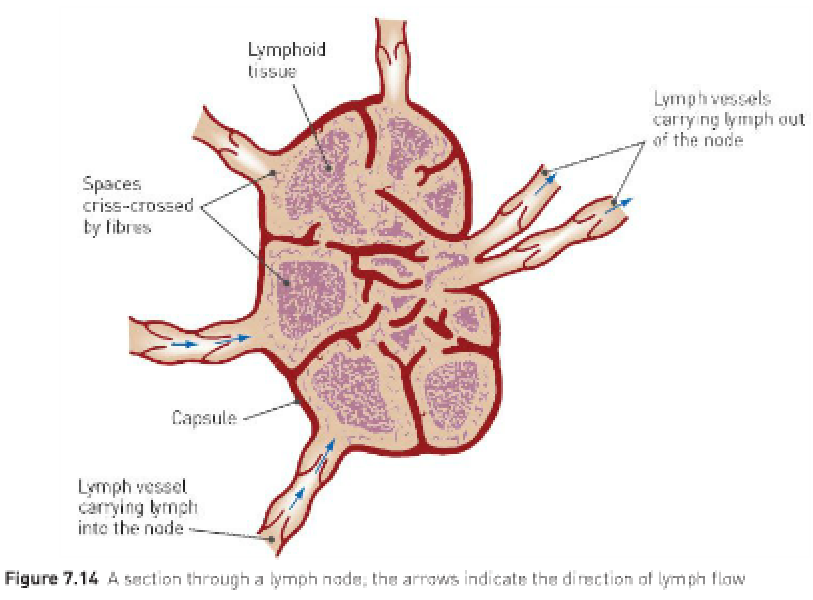 Lymphoid
tissue
Lymph vessels
carrying lymph out
of the node
Spaces
criss-crossed
by fibres
Capsule
Lymph vessel
carrying lymph
into the node
Figure 7.14 A section through a lymph node; the arrows indicate the direction of lymph flow